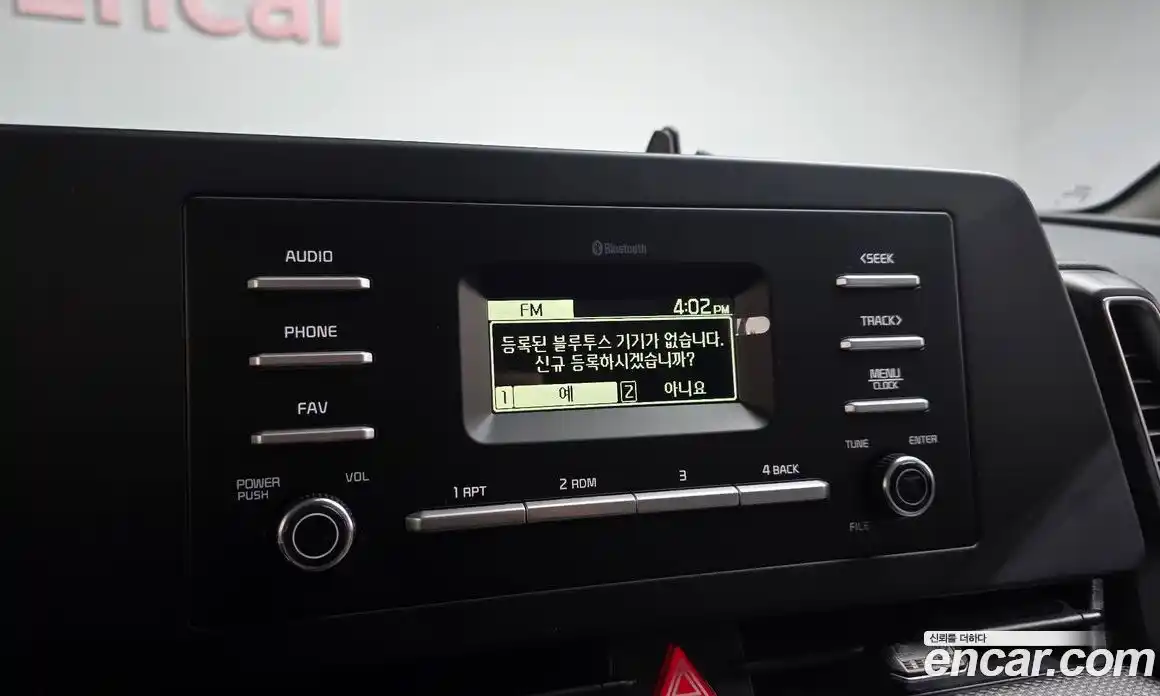 Encar
Bluetooth
AUDIO
PHONE
FAV
POWER
PUSH
VOL
FM
4:02 PM
등록된 블루투스 기기가 없습니다.
신규 등록하시겠습니까?
1 예 2 아니요
1 RPT
2 RDM
3
4 BACK
<SEEK
TRACK>
MENU
CLOCK
TUNE
ENTER
FILE
신뢰를 더하다
encar.com